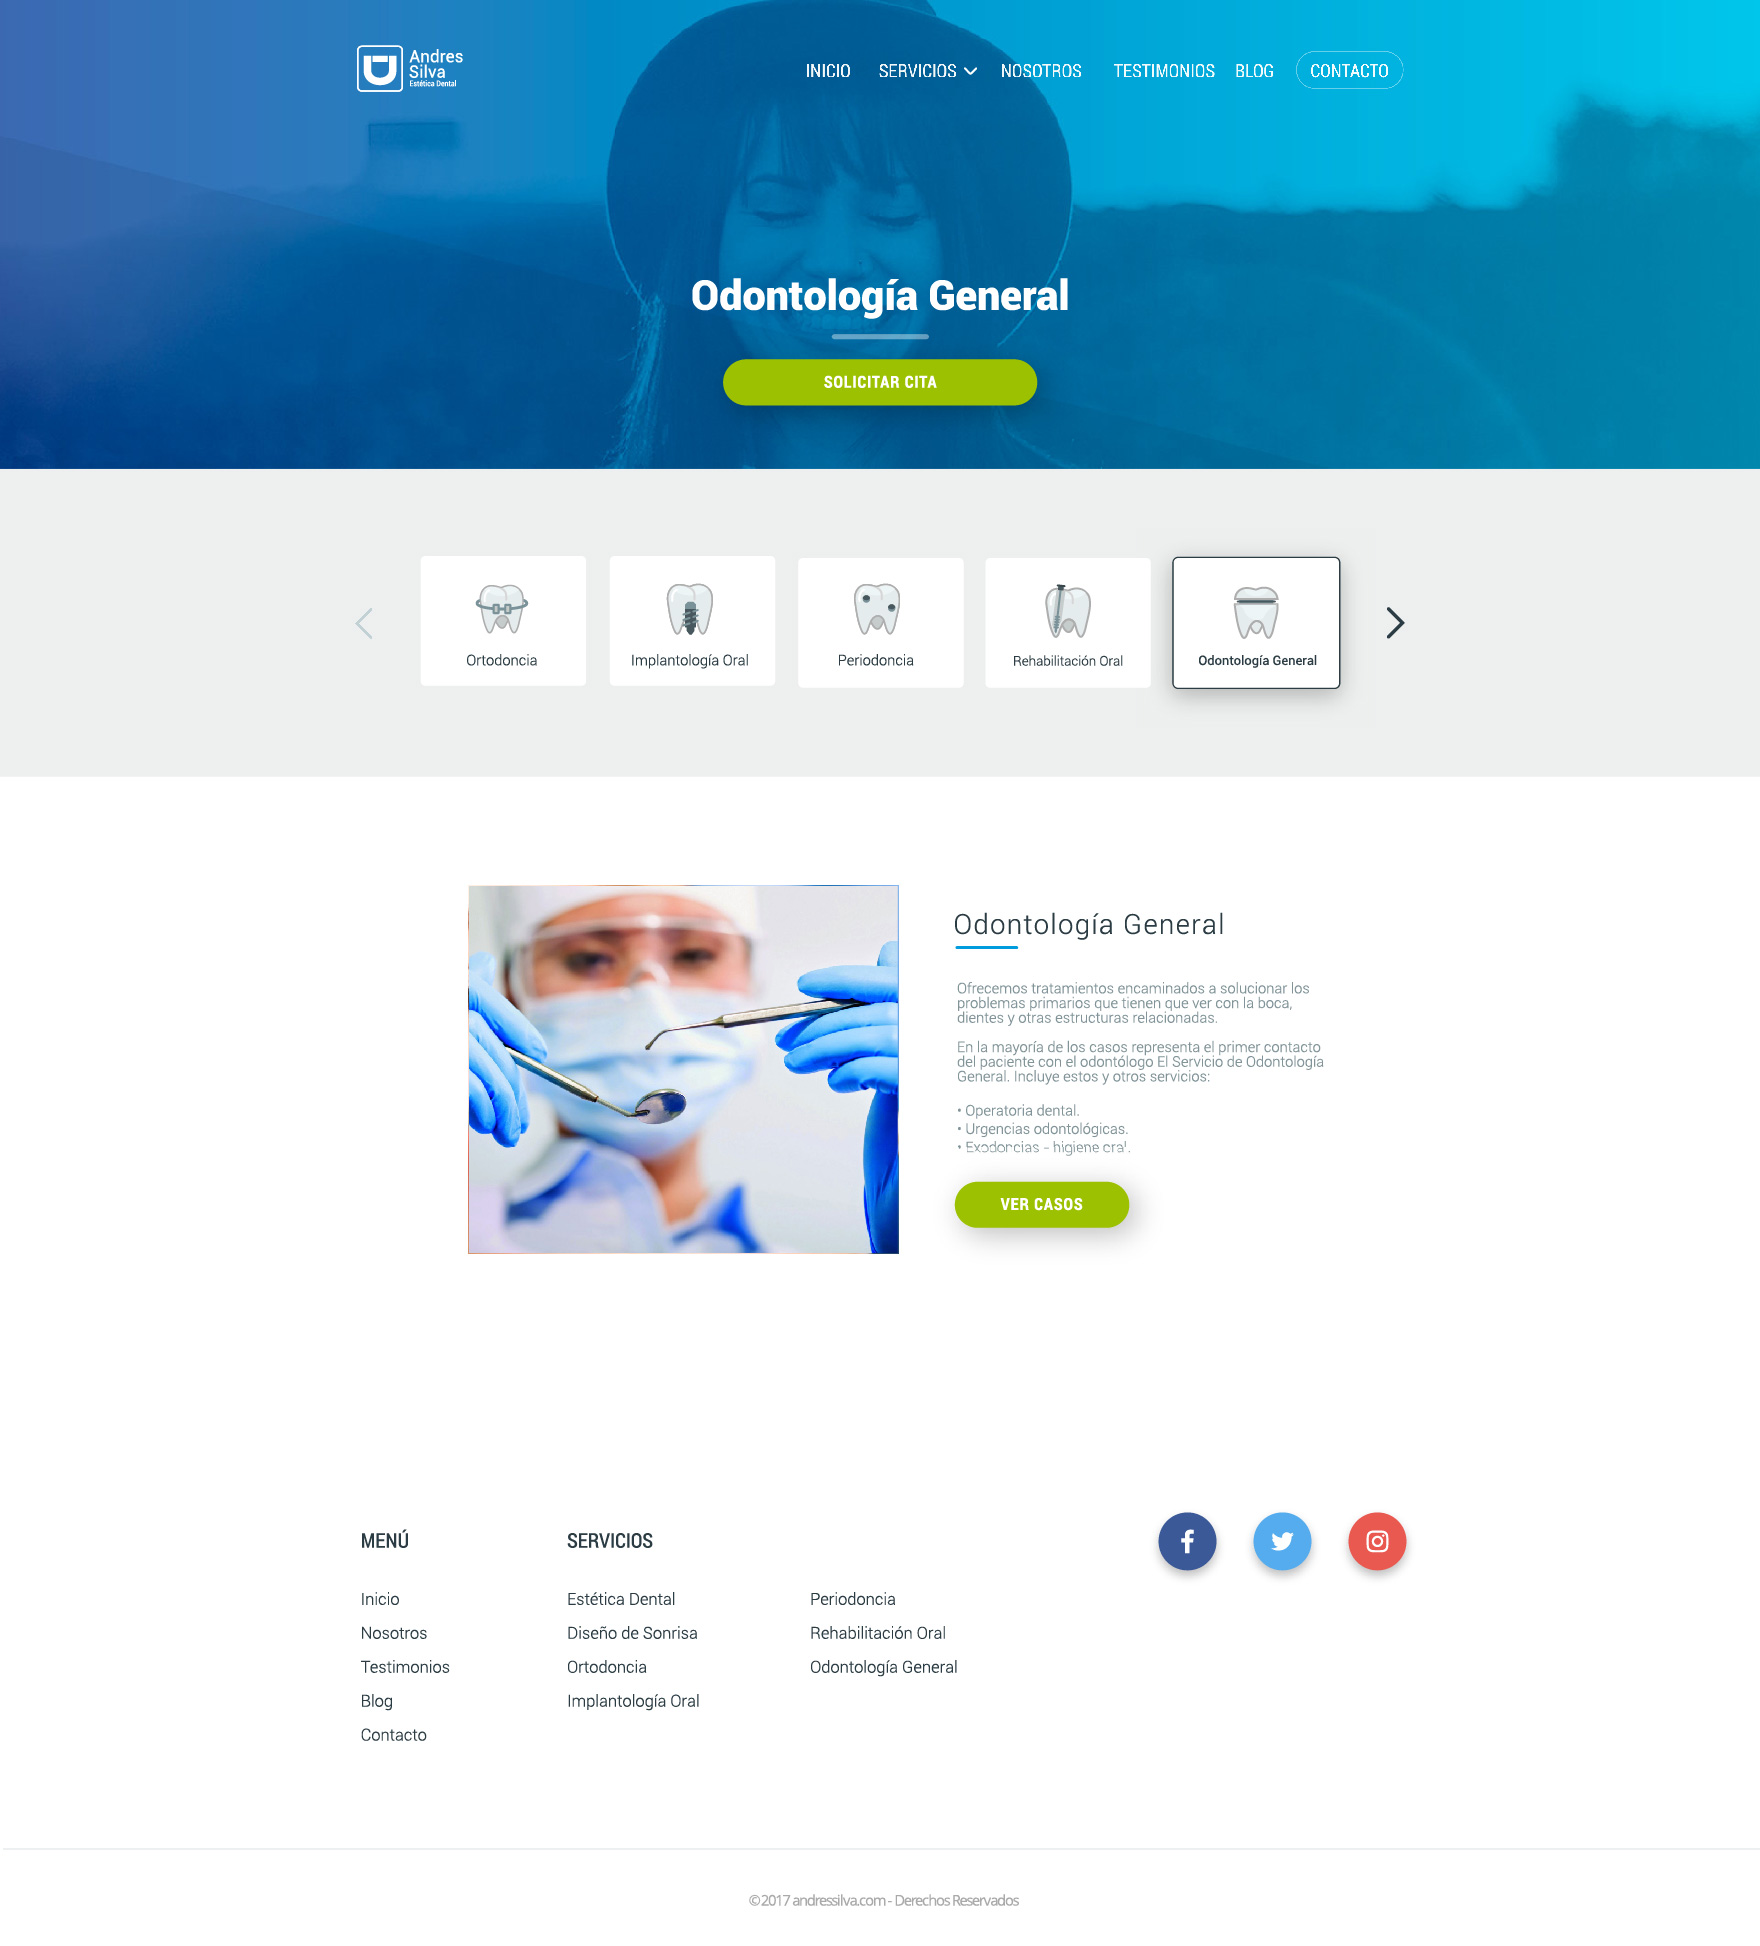 Andres
Silva
Estética Dental
INICIO SERVICIOS NOSOTROS TESTIMONIOS BLOG CONTACTO
Odontología General
SOLICITAR CITA
Ortodoncia Implantología Oral Periodoncia Rehabilitación Oral Odontología General
Odontología General
Ofrecemos tratamientos encaminados a solucionar los
problemas primarios que tienen que ver con la boca,
dientes y otras estructuras relacionadas.
En la mayoría de los casos representa el primer contacto
del paciente con el odontólogo El Servicio de Odontología
General. Incluye estos y otros servicios:
• Operatoria dental.
• Urgencias odontológicas.
• Exodoncias - higiene oral.
VER CASOS
MENÚ
Inicio
Nosotros
Testimonios
Blog
Contacto
SERVICIOS
Estética Dental
Diseño de Sonrisa
Ortodoncia
Implantología Oral
Periodoncia
Rehabilitación Oral
Odontología General
©2017 andressilva.com - Derechos Reservados